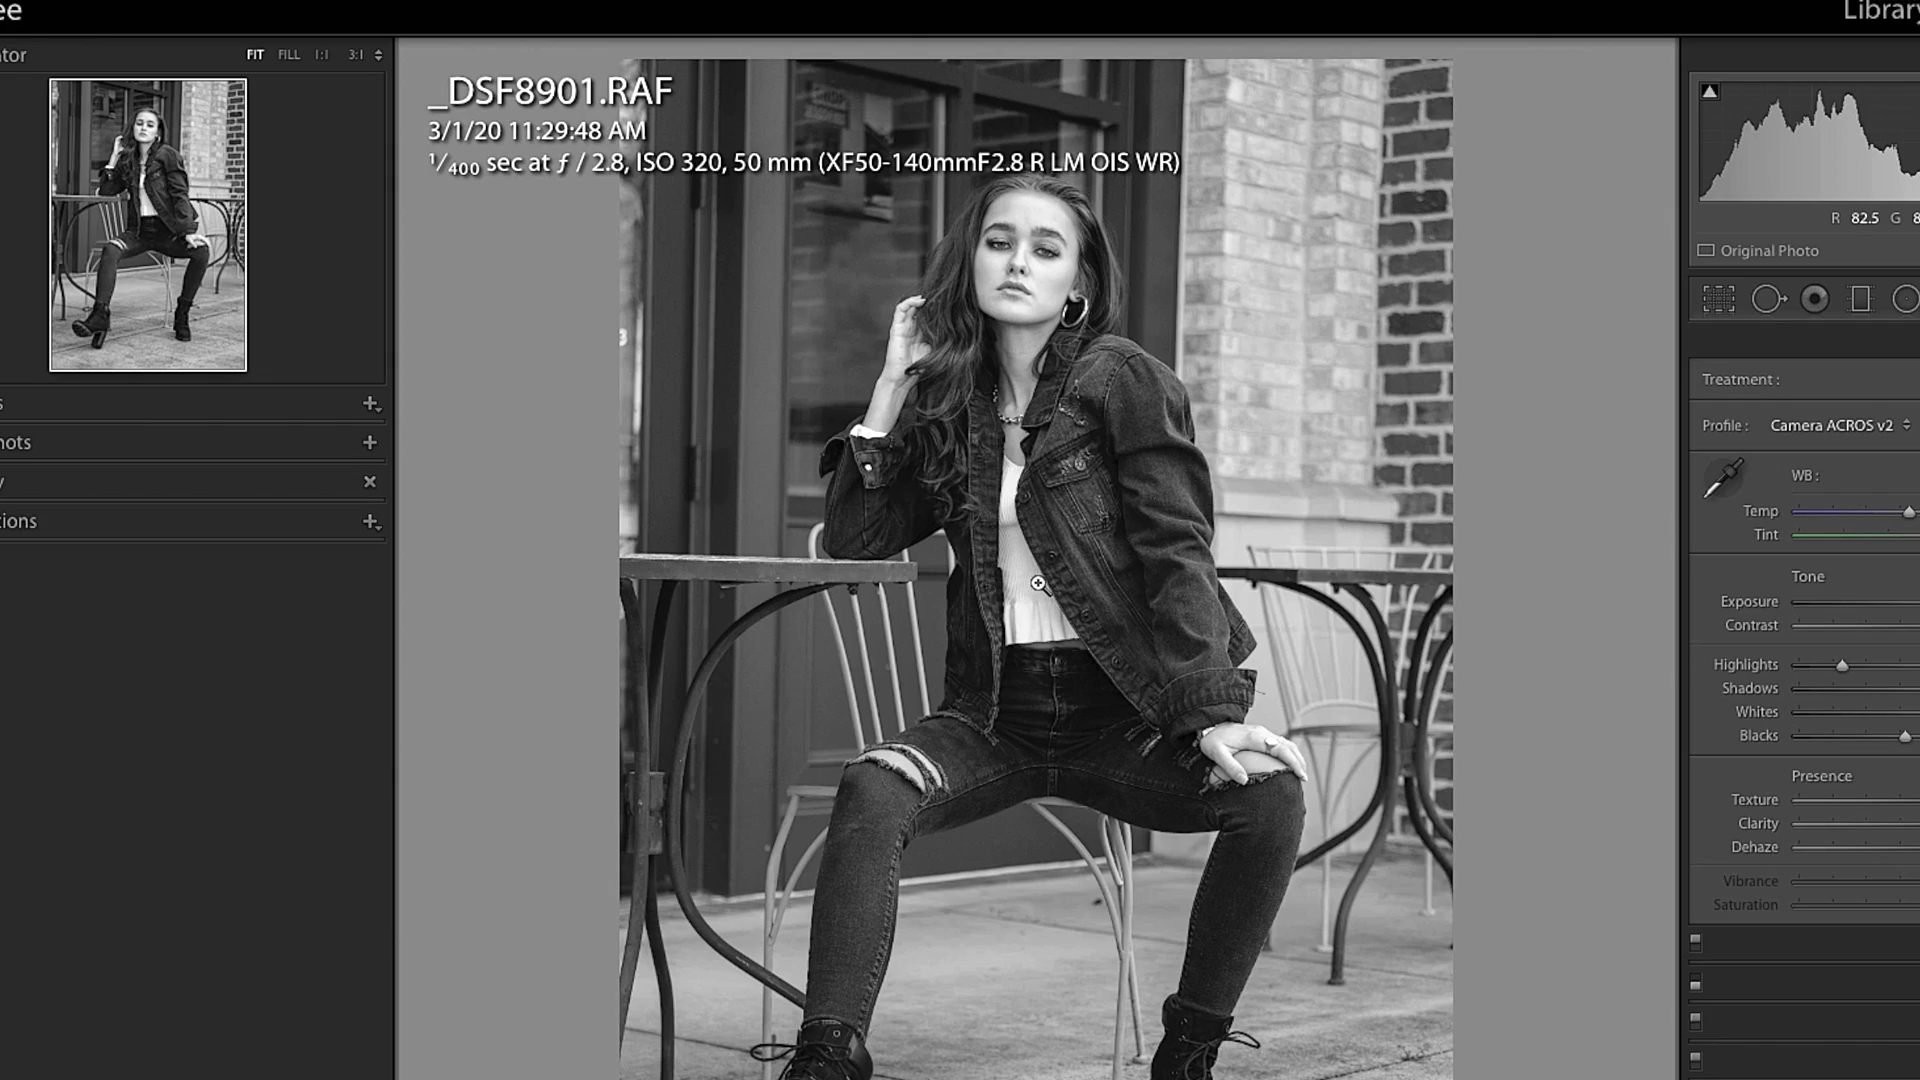 ee
Library
tor
FIT FILL 1:1 3:1
_DSF8901.RAF
3/1/20 11:29:48 AM
1/400 sec at ƒ / 2.8, ISO 320, 50 mm (XF50-140mmF2.8 R LM OIS WR)
R 82.5 G 8
Original Photo
Treatment :
s
Profile : Camera ACROS v2
hots
WB :
y
Temp
tions
Tint
Tone
Exposure
Contrast
Highlights
Shadows
Whites
Blacks
Presence
Texture
Clarity
Dehaze
Vibrance
Saturation